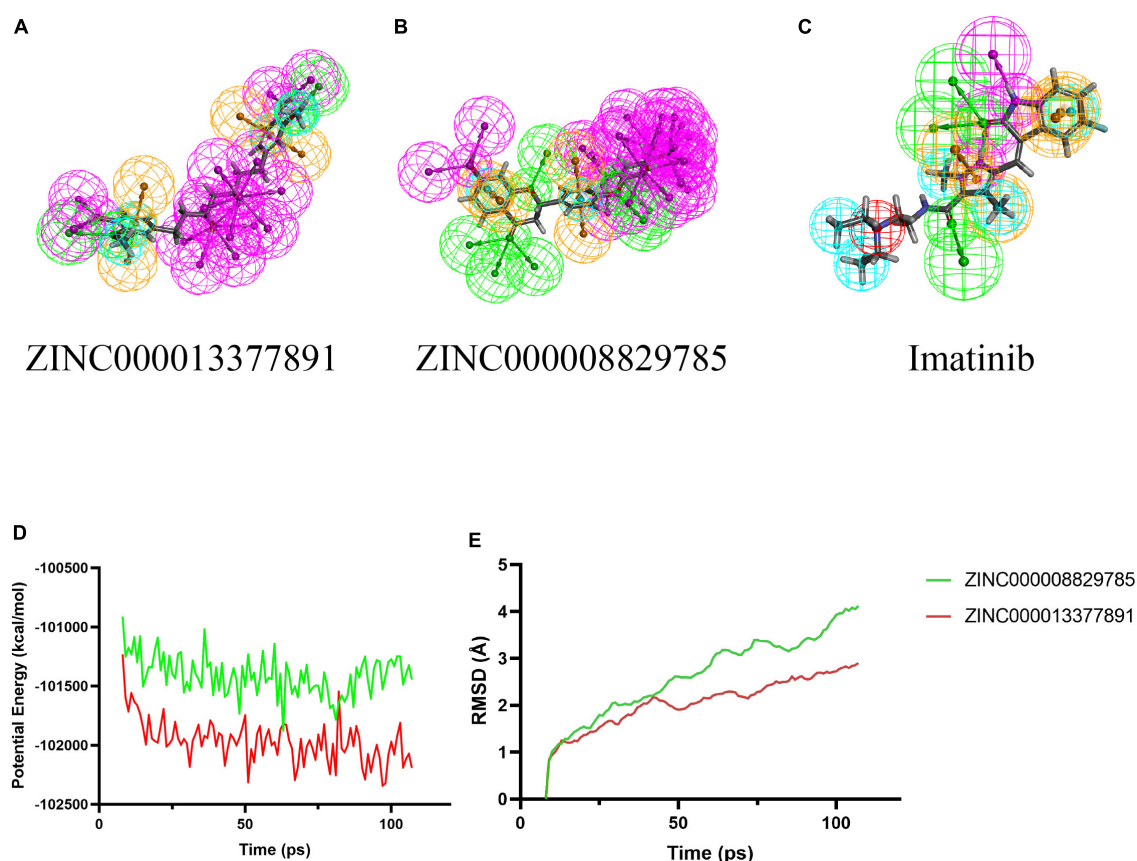 A
B
C
ZINC000013377891
ZINC000008829785
Imatinib
D
Potential Energy (kcal/mol)
-100500
-101000
-101500
-102000
-102500
0
50
100
Time (ps)
E
RMSD (Å)
5
4
3
2
1
0
0
50
100
Time (ps)
ZINC000008829785
ZINC000013377891